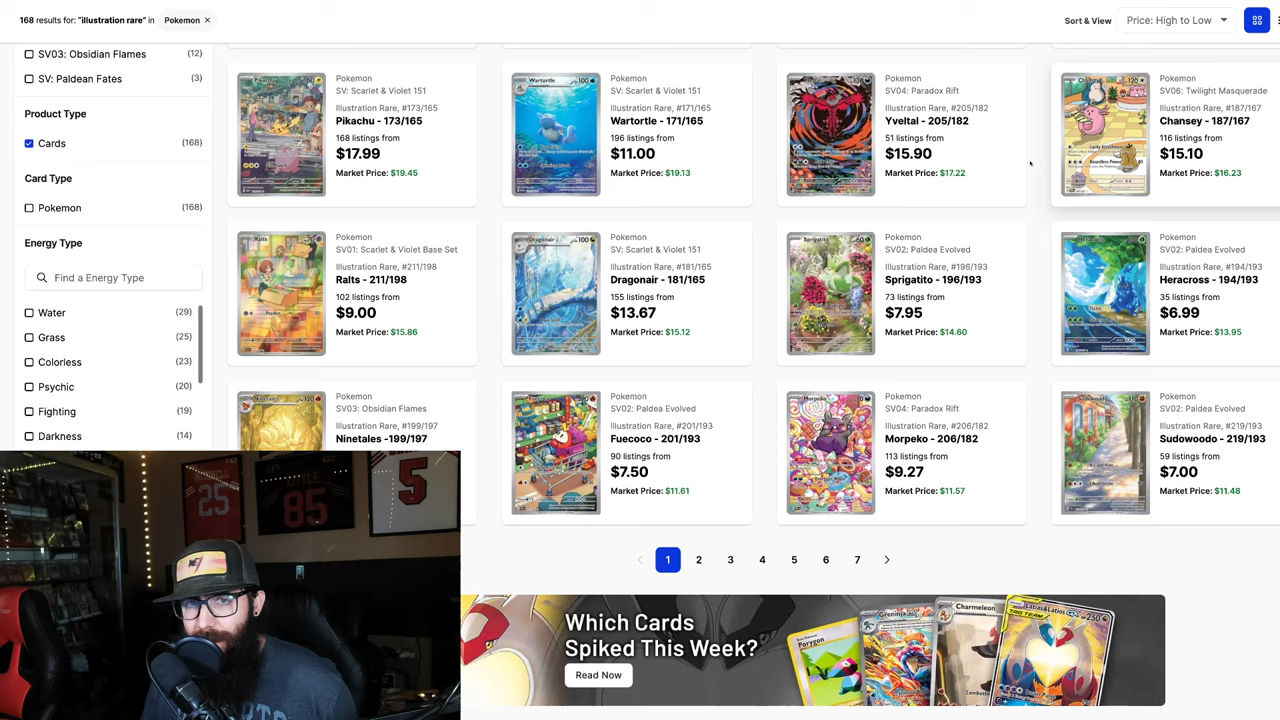 168 results for: "illustration rare" in
Pokemon ×
Sort & View
Price: High to Low
SV03: Obsidian Flames (12)
SV: Paldean Fates (3)
Product Type
Cards (168)
Card Type
Pokemon (168)
Energy Type
Find a Energy Type
Water (29)
Grass (25)
Colorless (23)
Psychic (20)
Fighting (19)
Darkness (14)
Pokemon
SV: Scarlet & Violet 151
Illustration Rare, #173/165
Pikachu - 173/165
168 listings from
$17.99
Market Price: $19.45
Pokemon
SV: Scarlet & Violet 151
Illustration Rare, #171/165
Wartortle - 171/165
196 listings from
$11.00
Market Price: $19.13
Pokemon
SV04: Paradox Rift
Illustration Rare, #205/182
Yveltal - 205/182
51 listings from
$15.90
Market Price: $17.22
Pokemon
SV06: Twilight Masquerade
Illustration Rare, #187/167
Chansey - 187/167
116 listings from
$15.10
Market Price: $16.23
Pokemon
SV01: Scarlet & Violet Base Set
Illustration Rare, #211/198
Ralts - 211/198
102 listings from
$9.00
Market Price: $15.86
Pokemon
SV: Scarlet & Violet 151
Illustration Rare, #181/165
Dragonair - 181/165
155 listings from
$13.67
Market Price: $15.12
Pokemon
SV02: Paldea Evolved
Illustration Rare, #196/193
Sprigatito - 196/193
73 listings from
$7.95
Market Price: $14.60
Pokemon
SV02: Paldea Evolved
Illustration Rare, #194/193
Heracross - 194/193
35 listings from
$6.99
Market Price: $13.95
Pokemon
SV03: Obsidian Flames
Illustration Rare, #199/197
Ninetales -199/197
Pokemon
SV02: Paldea Evolved
Illustration Rare, #201/193
Fuecoco - 201/193
90 listings from
$7.50
Market Price: $11.61
Pokemon
SV04: Paradox Rift
Illustration Rare, #206/182
Morpeko - 206/182
113 listings from
$9.27
Market Price: $11.57
Pokemon
SV02: Paldea Evolved
Illustration Rare, #219/193
Sudowoodo - 219/193
59 listings from
$7.00
Market Price: $11.48
1 2 3 4 5 6 7
Which Cards
Spiked This Week?
Read Now
Porygon
Greninja
Charmeleon
Latias & Latios
TAG TEAM
25
85
5